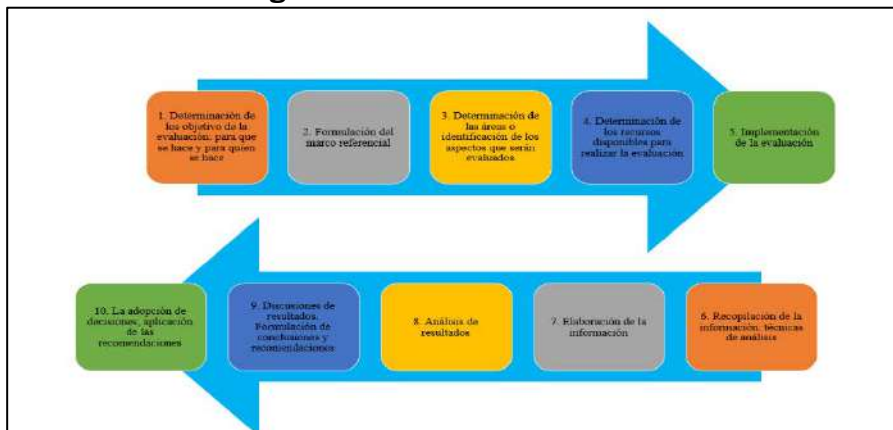 1. Determinación de
los objetivo de la
evaluación: para que
se hace y para quien
se hace
2. Formulación del
marco referencial
3. Determinación de
las áreas o
identificación de los
aspectos que serán
evaluados
4. Determinación de
los recursos
disponibles para
realizar la evaluación
5. Implementación
de la evaluación
10. La adopción de
decisiones, aplicación
de las
recomendaciones
9. Discusiones de
resultados.
Formulación de
conclusiones y
recomendaciones
8. Análisis de
resultados
7. Elaboración de la
información
6. Recopilación de la
información, técnicas
de análisis